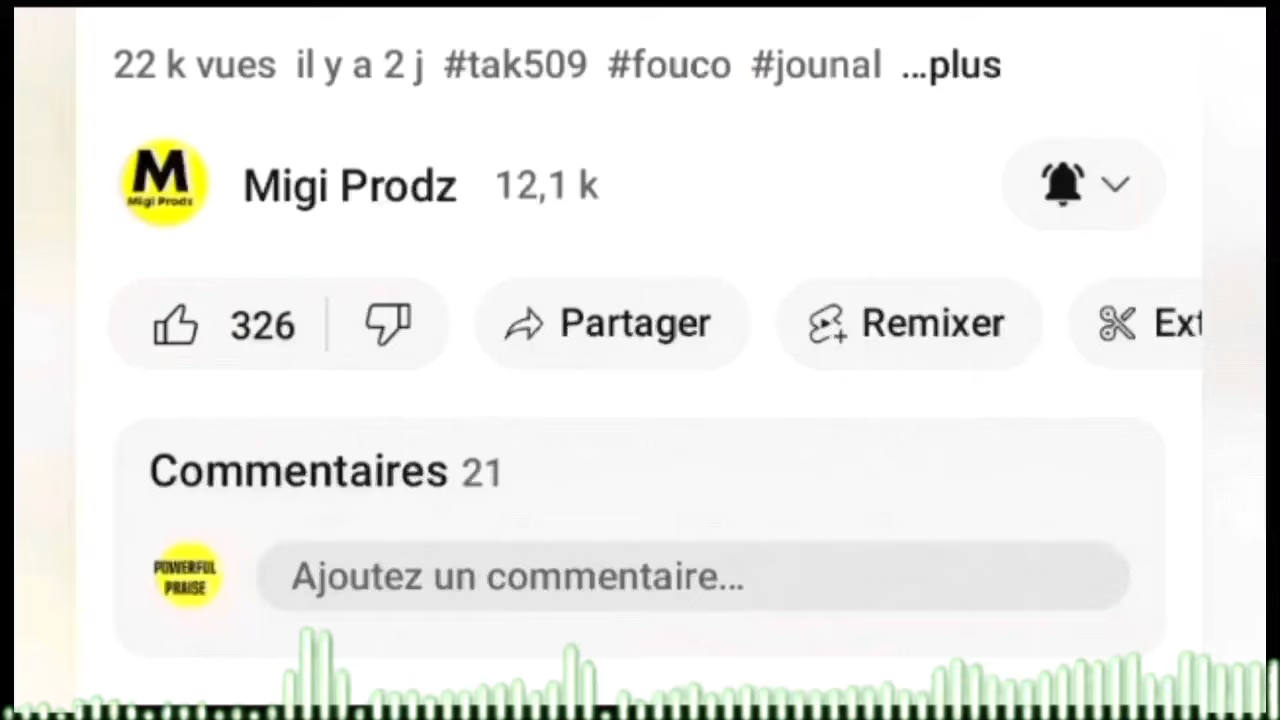 22 k vues il y a 2 j #tak509 #fouco #jounal ...plus
M
Migi Prodz
Migi Prodz 12,1 k
326
Partager
Remixer
Ext
Commentaires 21
POWERFUL
PRAISE
Ajoutez un commentaire...